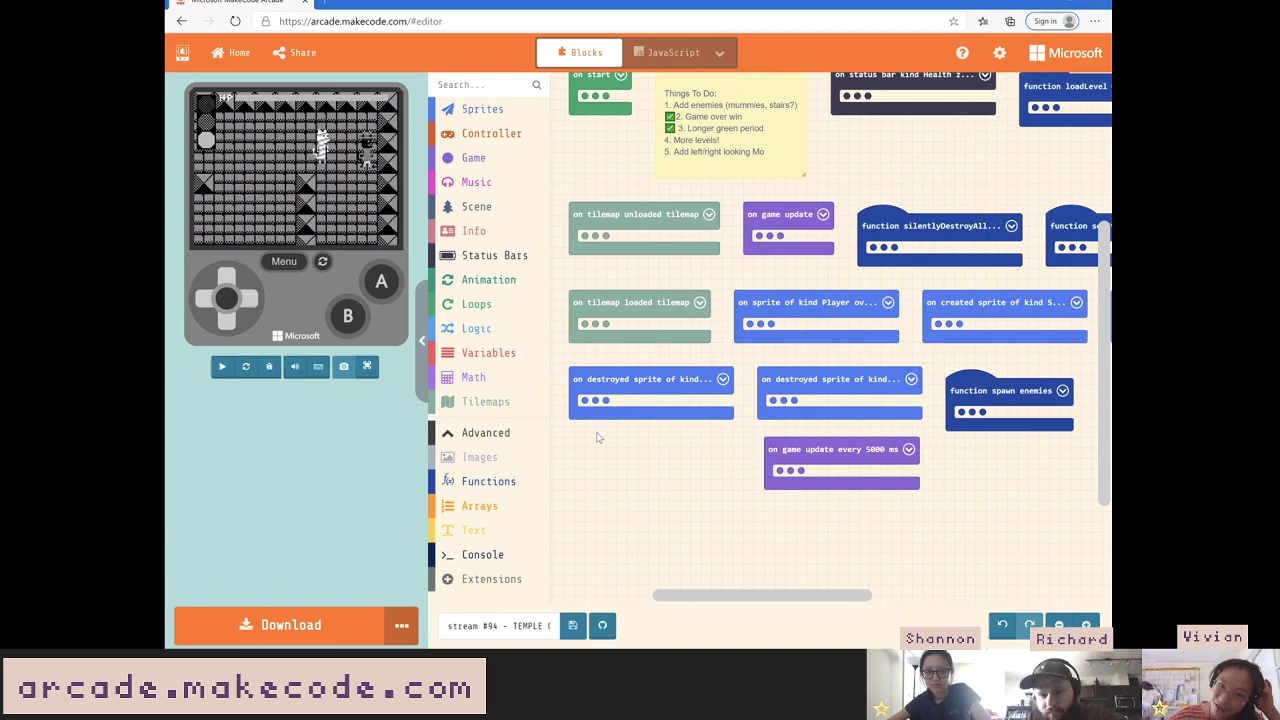 Microsoft MakeCode Arcade
https://arcade.makecode.com/#editor
Sign in
Home
Share
Blocks
JavaScript
Microsoft
HP
Menu
A
B
Microsoft
Download
Search...
Sprites
Controller
Game
Music
Scene
Info
Status Bars
Animation
Loops
Logic
Variables
Math
Tilemaps
Advanced
Images
Functions
Arrays
Text
Console
Extensions
on start
Things To Do:
1. Add enemies (mummies, stairs?)
✅2. Game over win
✅ 3. Longer green period
4. More levels!
5. Add left/right looking Mo
on status bar kind Health z...
function loadLevel
on tilemap unloaded tilemap
on game update
function silentlyDestroyAll...
function
on tilemap loaded tilemap
on sprite of kind Player ov...
on created sprite of kind S...
on destroyed sprite of kind...
on destroyed sprite of kind...
function spawn enemies
on game update every 5000 ms
stream #94 - TEMPLE
Shannon
Richard
Vivian
arcade.makecode.com